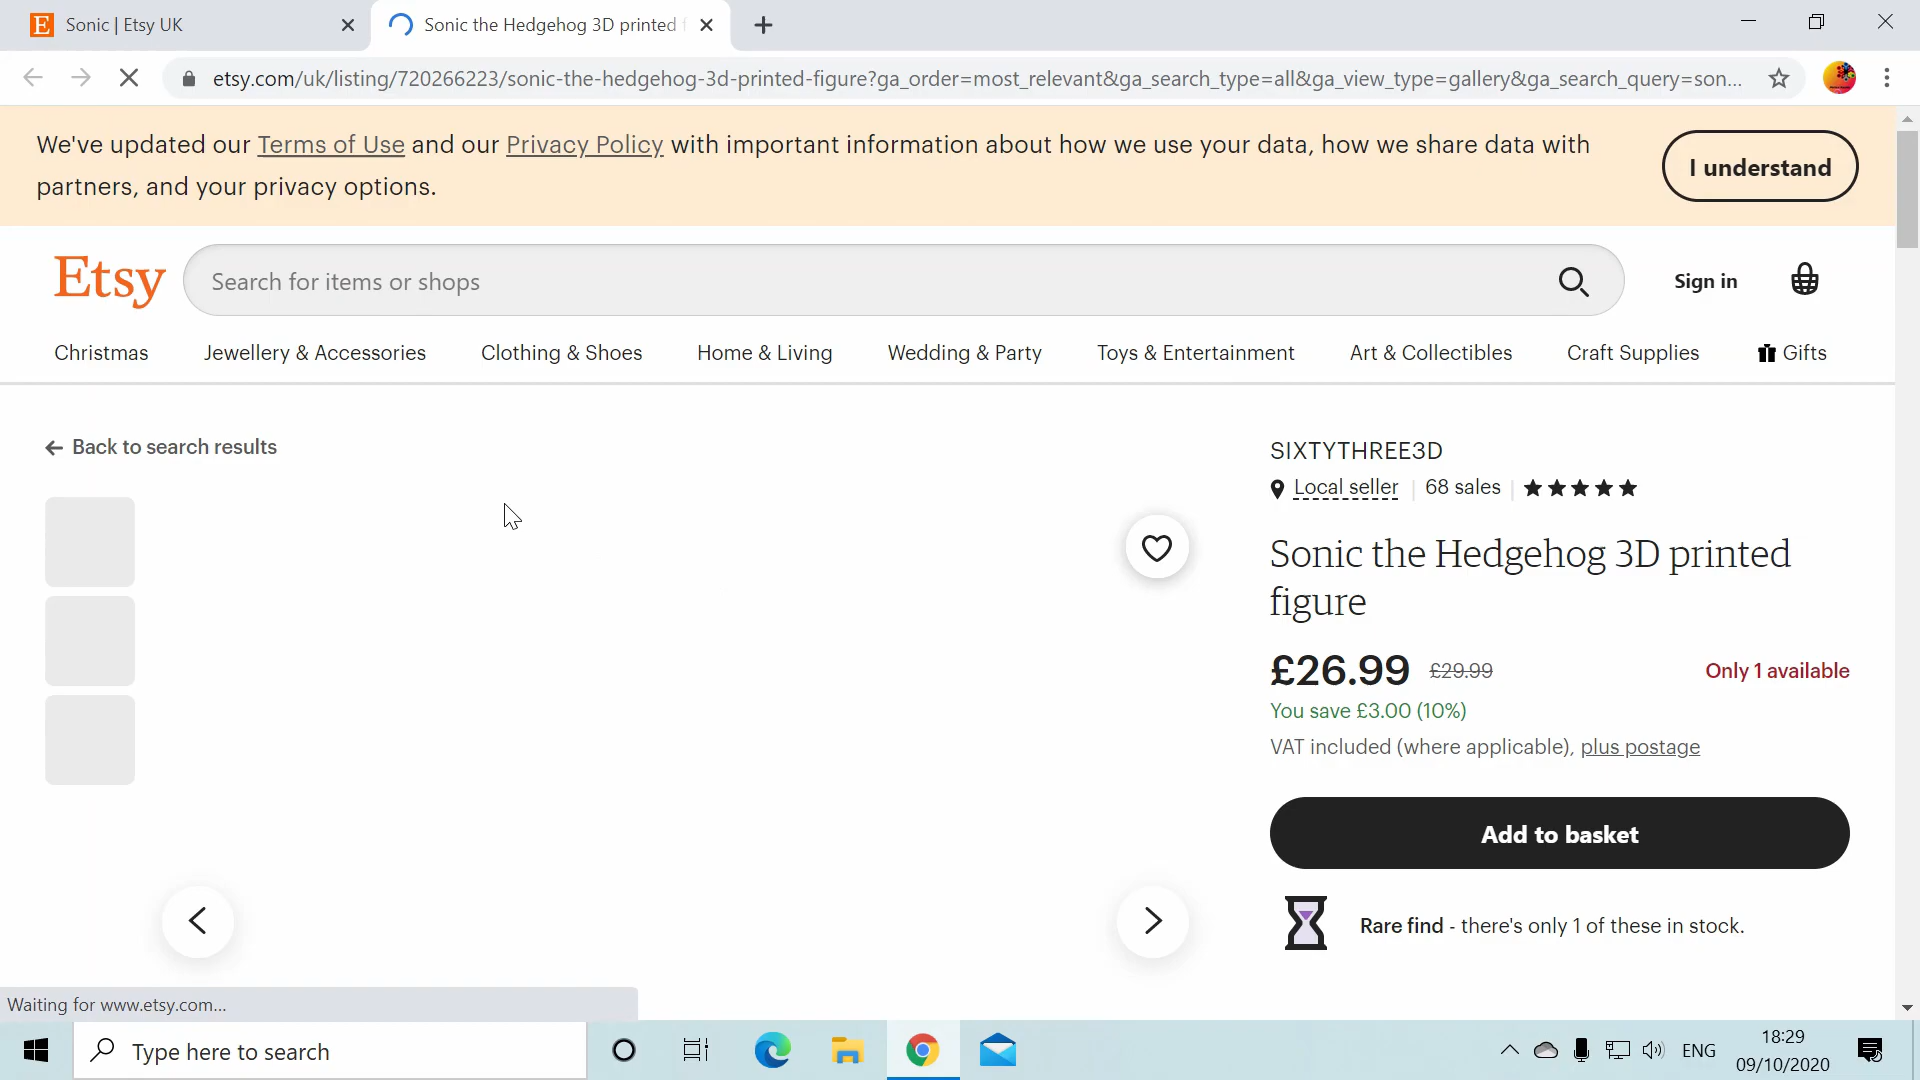 Sonic | Etsy UK
Sonic the Hedgehog 3D printed
etsy.com/uk/listing/720266223/sonic-the-hedgehog-3d-printed-figure?ga_order=most_relevant&ga_search_type=all&ga_view_type=gallery&ga_search_query=son...
We've updated our Terms of Use and our Privacy Policy with important information about how we use your data, how we share data with
partners, and your privacy options.
I understand
Etsy
Search for items or shops
Sign in
Christmas
Jewellery & Accessories
Clothing & Shoes
Home & Living
Wedding & Party
Toys & Entertainment
Art & Collectibles
Craft Supplies
Gifts
Back to search results
SIXTYTHREE3D
Local seller | 68 sales
Sonic the Hedgehog 3D printed
figure
£26.99 £29.99
Only 1 available
You save £3.00 (10%)
VAT included (where applicable), plus postage
Add to basket
Rare find - there's only 1 of these in stock.
Waiting for www.etsy.com...
Type here to search
ENG
18:29
09/10/2020